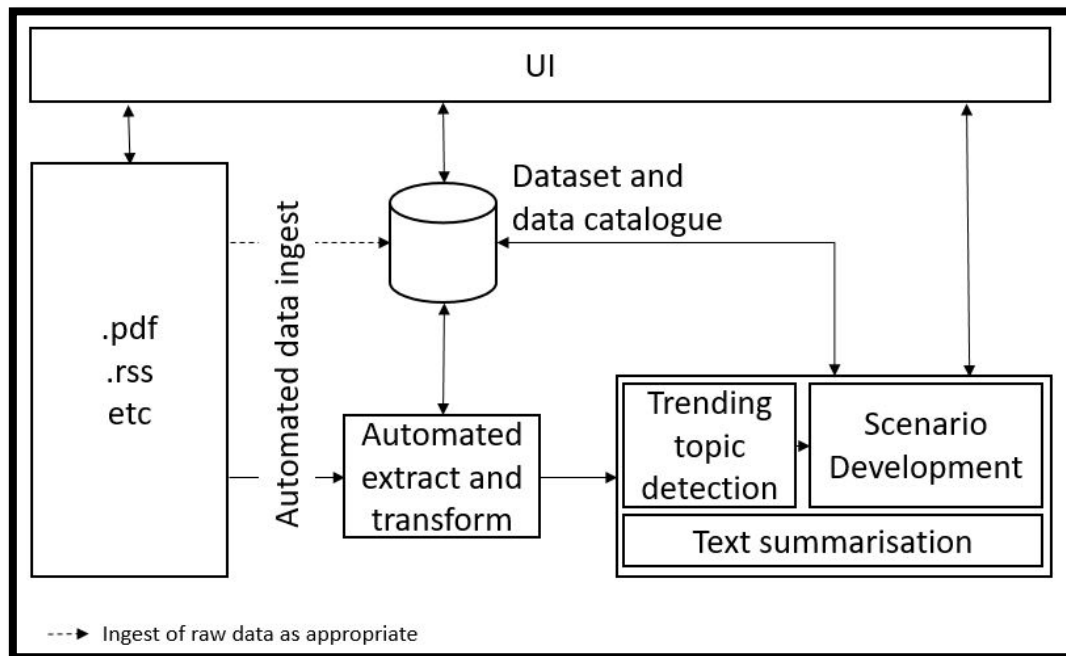 UI
Dataset and
data catalogue
Automated data ingest
.pdf
.rss
etc
Automated
extract and
transform
Trending
topic
detection
Scenario
Development
Text summarisation
Ingest of raw data as appropriate